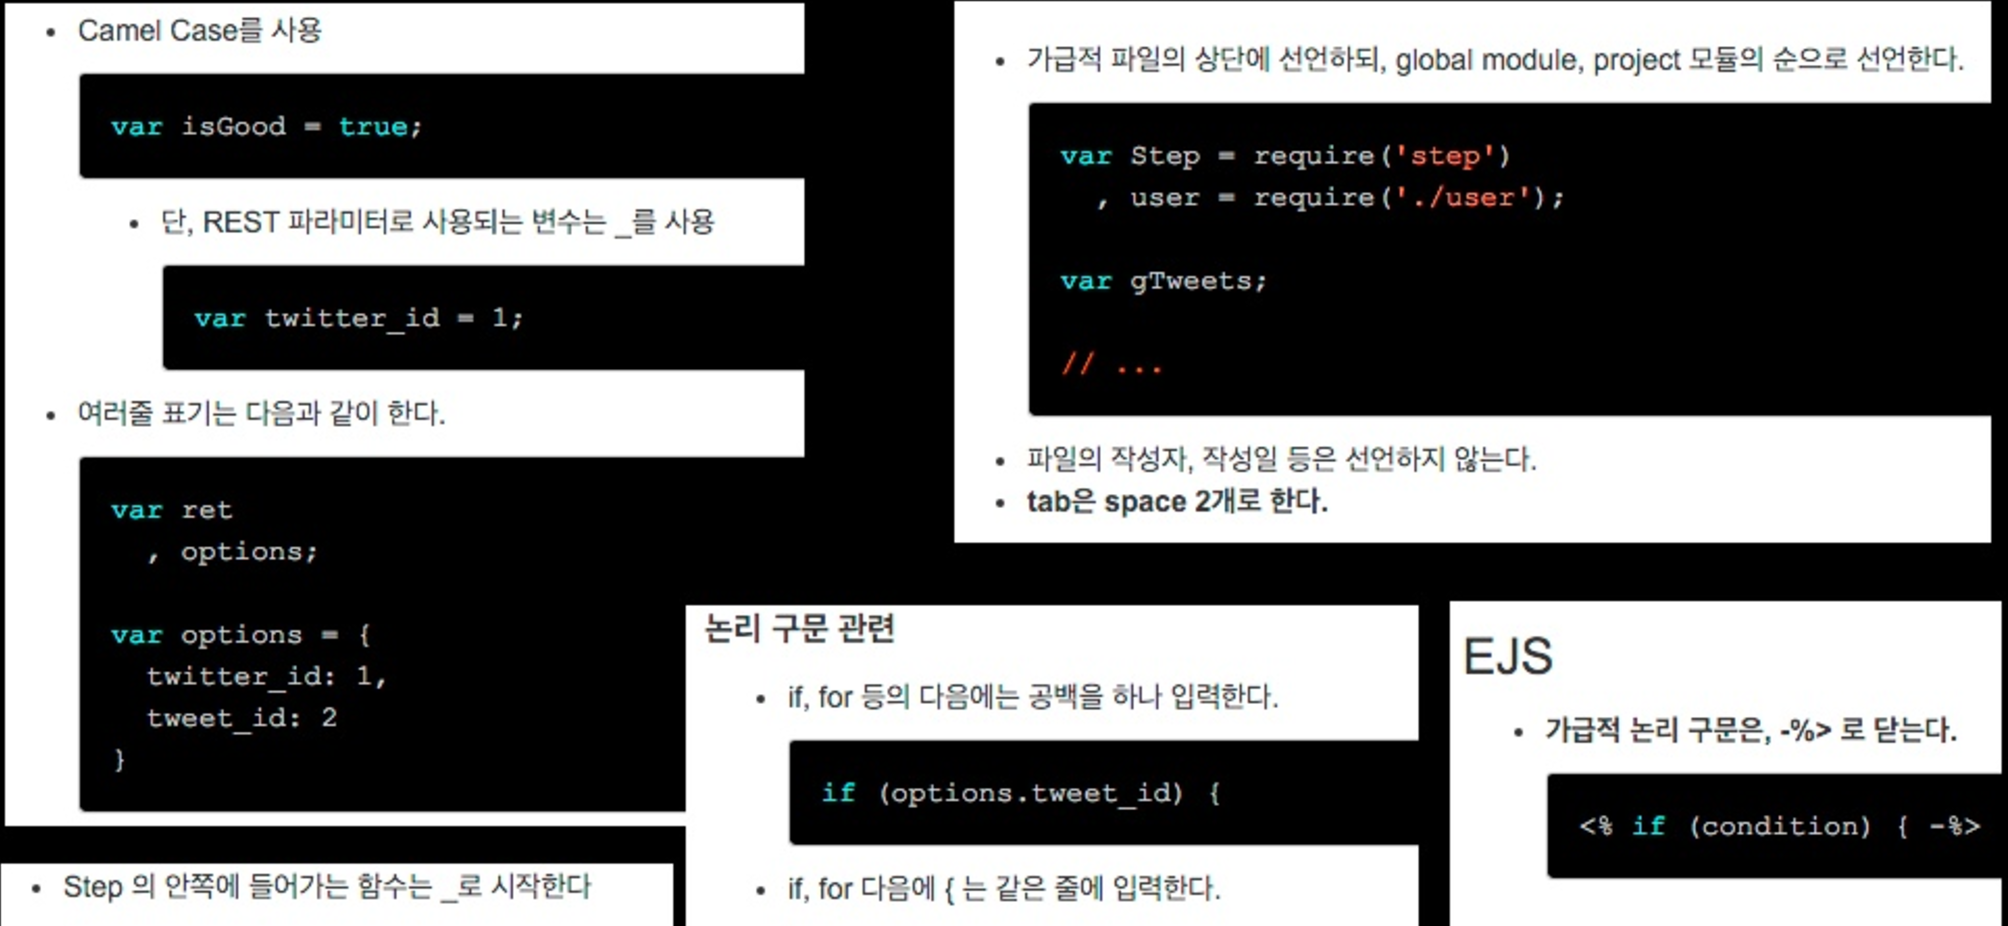 Camel Case를 사용
var isGood = true;
단, REST 파라미터로 사용되는 변수는 _를 사용
var twitter_id = 1;
여러줄 표기는 다음과 같이 한다.
var ret
, options;
var options = {
twitter_id: 1,
tweet_id: 2
}
Step 의 안쪽에 들어가는 함수는 _로 시작한다
가급적 파일의 상단에 선언하되, global module, project 모듈의 순으로 선언한다.
var Step = require('step')
, user = require('./user');
var gTweets;
// ...
파일의 작성자, 작성일 등은 선언하지 않는다.
tab은 space 2개로 한다.
논리 구문 관련
if, for 등의 다음에는 공백을 하나 입력한다.
if (options.tweet_id) {
if, for 다음에 { 는 같은 줄에 입력한다.
EJS
가급적 논리 구문은, -%> 로 닫는다.
<% if (condition) { -%>